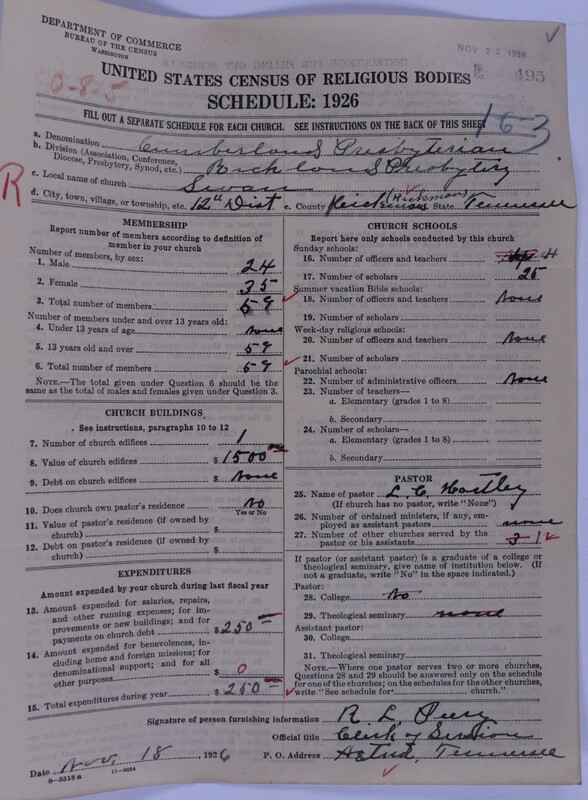 DEPARTMENT OF COMMERCE
BUREAU OF THE CENSUS
WASHINGTON
NOV 22 1926
0-8-5
495
UNITED STATES CENSUS OF RELIGIOUS BODIES
SCHEDULE: 1926
163
FILL OUT A SEPARATE SCHEDULE FOR EACH CHURCH. SEE INSTRUCTIONS ON THE BACK OF THIS SHEET
a. Denomination Cumberland Presbyterian
b. Division (Association, Conference, Diocese, Presbytery, Synod, etc.) Richland Presbytery
R
c. Local name of church Swan
d. City, town, village, or township, etc. 12th Dist e. County (Hickman) State Tennessee
MEMBERSHIP
Report number of members according to definition of member in your church
Number of members, by sex:
1. Male 24
2. Female 35
3. Total number of members 59
Number of members under and over 13 years old:
4. Under 13 years of age none
5. 13 years old and over 59
6. Total number of members 59
NOTE.—The total given under Question 6 should be the same as the total of males and females given under Question 3.
CHURCH BUILDINGS
See instructions, paragraphs 10 to 12
7. Number of church edifices 1
8. Value of church edifices $1500
9. Debt on church edifices $ None
10. Does church own pastor's residence No
Yes or No
11. Value of pastor's residence (if owned by church) $
12. Debt on pastor's residence (if owned by church) $
EXPENDITURES
Amount expended by your church during last fiscal year
13. Amount expended for salaries, repairs, and other running expenses; for improvements or new buildings; and for payments on church debt $250
14. Amount expended for benevolences, including home and foreign missions; for denominational support; and for all other purposes $ 0
15. Total expenditures during year $250
CHURCH SCHOOLS
Report here only schools conducted by this church
Sunday schools:
16. Number of officers and teachers 4
17. Number of scholars 25
Summer vacation Bible schools:
18. Number of officers and teachers None
19. Number of scholars
Week-day religious schools:
20. Number of officers and teachers None
21. Number of scholars
Parochial schools:
22. Number of administrative officers None
23. Number of teachers—
a. Elementary (grades 1 to 8)
b. Secondary
24. Number of scholars—
a. Elementary (grades 1 to 8)
b. Secondary
PASTOR
25. Name of pastor L. C. Hartley
(If church has no pastor, write "None")
26. Number of ordained ministers, if any, employed as assistant pastors none
27. Number of other churches served by the pastor or his assistants 3
If pastor (or assistant pastor) is a graduate of a college or theological seminary, give name of institution below. (If not a graduate, write "No" in the space indicated.)
Pastor:
28. College No
29. Theological seminary none
Assistant pastor:
30. College
31. Theological seminary
NOTE.—Where one pastor serves two or more churches, Questions 28 and 29 should be answered only on the schedule for one of the churches; on the schedules for the other churches, write "See schedule for church."
Signature of person furnishing information R. L. Peery
Official title Clerk of Session
Date Nov. 18, 1926 P. O. Address Aetna, Tennessee
8-5518a 11-9084